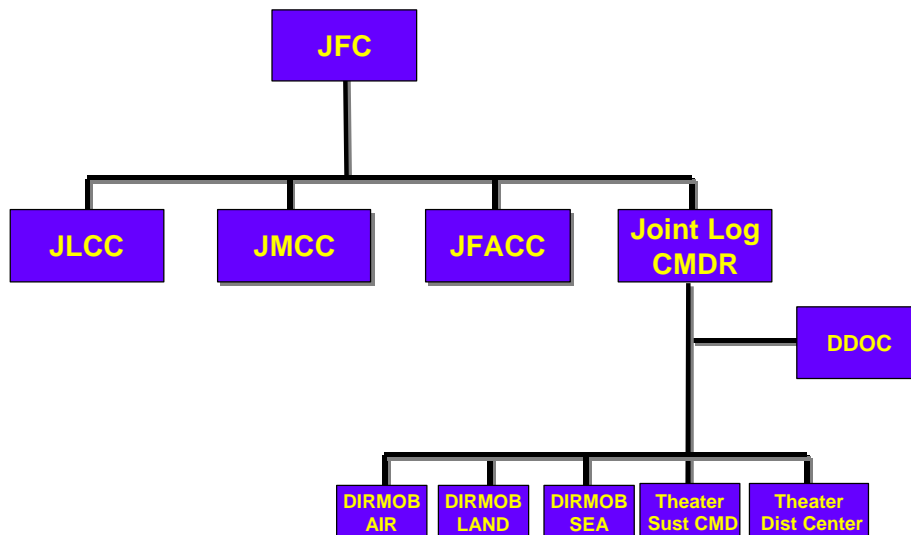 JFC
JLCC
JMCC
JFACC
Joint Log
CMDR
DDOC
DIRMOB
AIR
DIRMOB
LAND
DIRMOB
SEA
Theater
Sust CMD
Theater
Dist Center